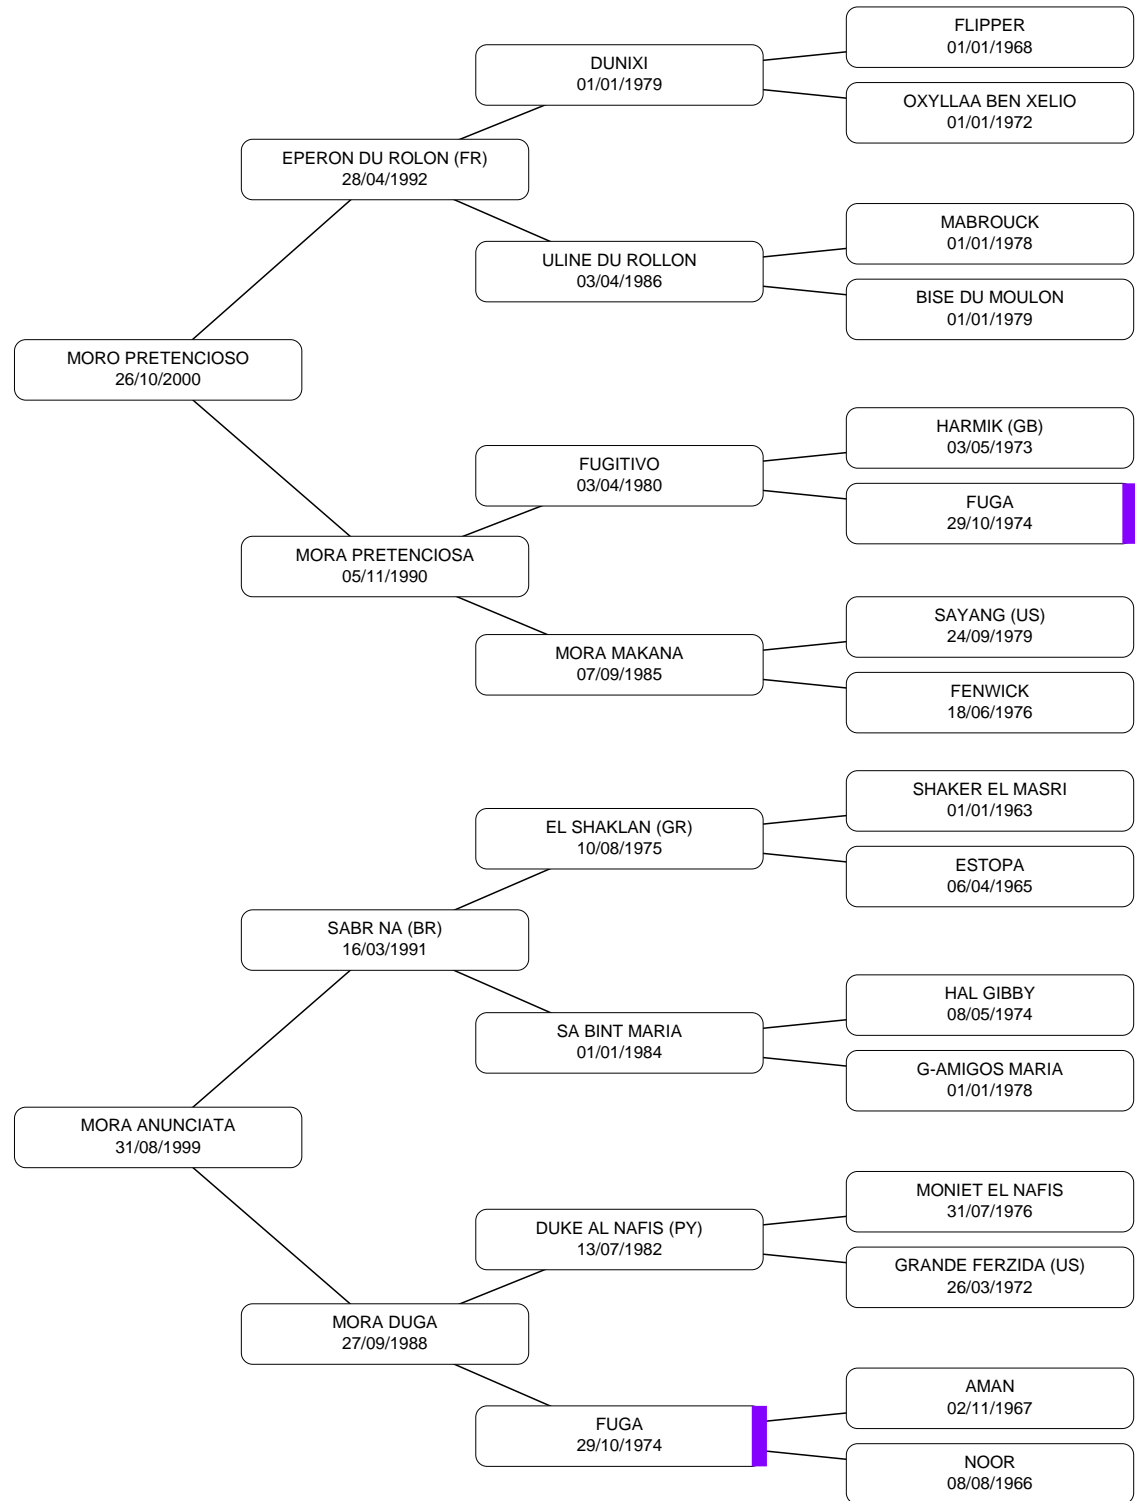 FLIPPER
01/01/1968
DUNIXI
01/01/1979
OXYLLAA BEN XELIO
01/01/1972
EPERON DU ROLON (FR)
28/04/1992
MABROUCK
01/01/1978
ULINE DU ROLLON
03/04/1986
BISE DU MOULON
01/01/1979
MORO PRETENCIOSO
26/10/2000
HARMIK (GB)
03/05/1973
FUGITIVO
03/04/1980
FUGA
29/10/1974
MORA PRETENCIOSA
05/11/1990
SAYANG (US)
24/09/1979
MORA MAKANA
07/09/1985
FENWICK
18/06/1976
SHAKER EL MASRI
01/01/1963
EL SHAKLAN (GR)
10/08/1975
ESTOPA
06/04/1965
SABR NA (BR)
16/03/1991
HAL GIBBY
08/05/1974
SA BINT MARIA
01/01/1984
G-AMIGOS MARIA
01/01/1978
MORA ANUNCIATA
31/08/1999
MONIET EL NAFIS
31/07/1976
DUKE AL NAFIS (PY)
13/07/1982
GRANDE FERZIDA (US)
26/03/1972
MORA DUGA
27/09/1988
AMAN
02/11/1967
FUGA
29/10/1974
NOOR
08/08/1966